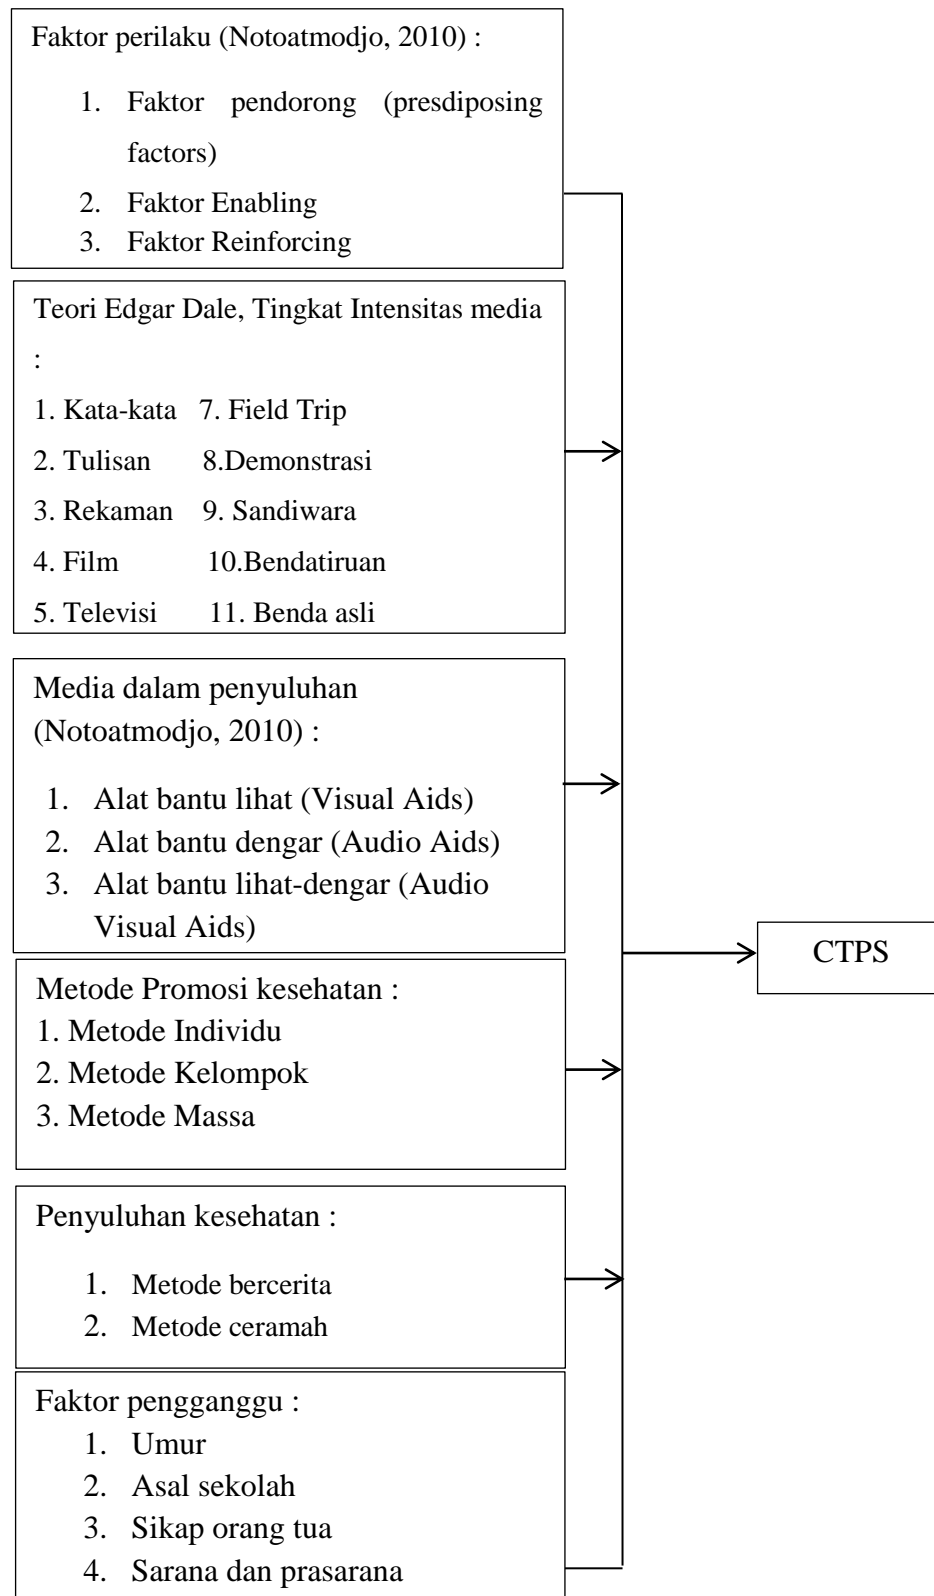 Faktor perilaku (Notoatmodjo, 2010) :
1. Faktor pendorong (presdiposing
factors)
2. Faktor Enabling
3. Faktor Reinforcing
Teori Edgar Dale, Tingkat Intensitas media
:
1. Kata-kata 7. Field Trip
2. Tulisan 8.Demonstrasi
3. Rekaman 9. Sandiwara
4. Film 10.Bendatiruan
5. Televisi 11. Benda asli
Media dalam penyuluhan
(Notoatmodjo, 2010) :
1. Alat bantu lihat (Visual Aids)
2. Alat bantu dengar (Audio Aids)
3. Alat bantu lihat-dengar (Audio
Visual Aids)
CTPS
Metode Promosi kesehatan :
1. Metode Individu
2. Metode Kelompok
3. Metode Massa
Penyuluhan kesehatan :
1. Metode bercerita
2. Metode ceramah
Faktor pengganggu :
1. Umur
2. Asal sekolah
3. Sikap orang tua
4. Sarana dan prasarana